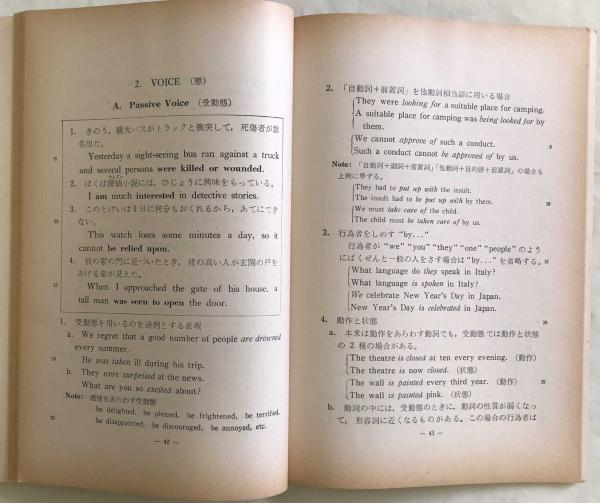 2. VOICE (態)
A. Passive Voice (受動態)
1. きのう,観光バスがトラックと衝突して,死傷者が数
名出た。
Yesterday a sight-seeing bus ran against a truck
and several persons were killed or wounded.
2. ぼくは探偵小説には,ひじょうに興味をもっている。
I am much interested in detective stories.
3. このとけいは1日に何分もおくれるから,あてにでき
ない。
This watch loses some minutes a day, so it
cannot be relied upon.
4. 彼の家の門に近づいたとき,背の高い人が玄関の戸を
あける姿が見えた。
When I approached the gate of his house, a
tall man was seen to open the door.
1. 受動態を用いるのを通例とする表現
a. We regret that a good number of people are drowned
every summer.
He was taken ill during his trip.
b. They were surprised at the news.
What are you so excited about?
Note: 感情をあらわす受動態
be delighted, be pleased, be frightened, be terrified,
be disappointed, be discouraged, be annoyed, etc.
— 42 —
2. 「自動詞+前置詞」を他動詞相当語に用いる場合
They were looking for a suitable place for camping.
A suitable place for camping was being looked for by
them.
We cannot approve of such a conduct.
Such a conduct cannot be approved of by us.
Note: 「自動詞+副詞+前置詞」「他動詞+目的語+前置詞」の場合も
上例に準ずる。
They had to put up with the insult.
The insult had to be put up with by them.
We must take care of the child.
The child must be taken care of by us.
3. 行為者をしめす "by..."
行為者が "we" "you" "they" "one" "people" のよう
にばくぜんと一般の人をさす場合は "by..." を省略する。
What language do they speak in Italy?
What language is spoken in Italy?
We celebrate New Year's Day in Japan.
New Year's Day is celebrated in Japan.
4. 動作と状態
a. 本来は動作をあらわす動詞でも,受動態では動作と状態
の 2 種の場合がある。
The theatre is closed at ten every evening. (動作)
The theatre is now closed. (状態)
The wall is painted every third year. (動作)
The wall is painted pink. (状態)
b. 動詞の中には,受動態のときに,動詞の性質が弱くなっ
て,形容詞に近くなるものがある。この場合の行為者は
— 43 —